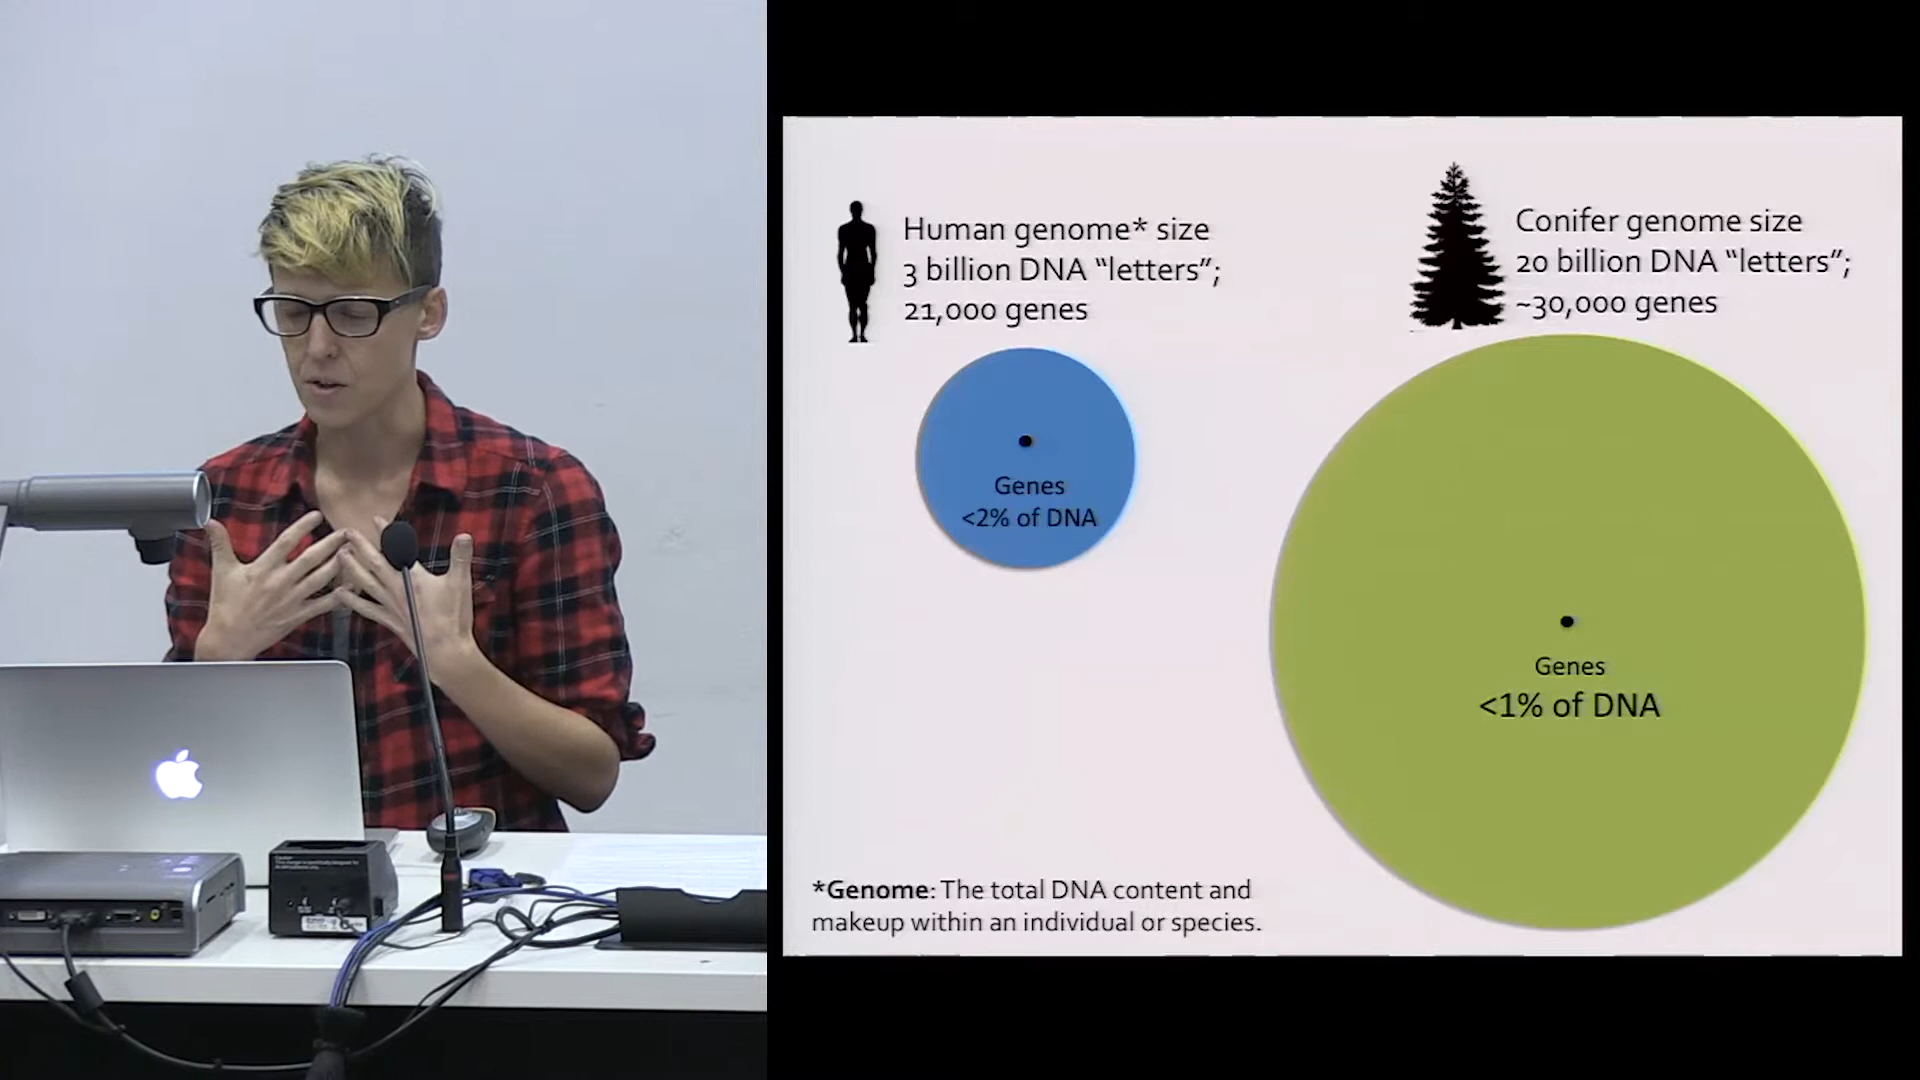 Human genome* size
3 billion DNA “letters”;
21,000 genes
Conifer genome size
20 billion DNA “letters”;
~30,000 genes
Genes
<2% of DNA
Genes
<1% of DNA
*Genome: The total DNA content and
makeup within an individual or species.